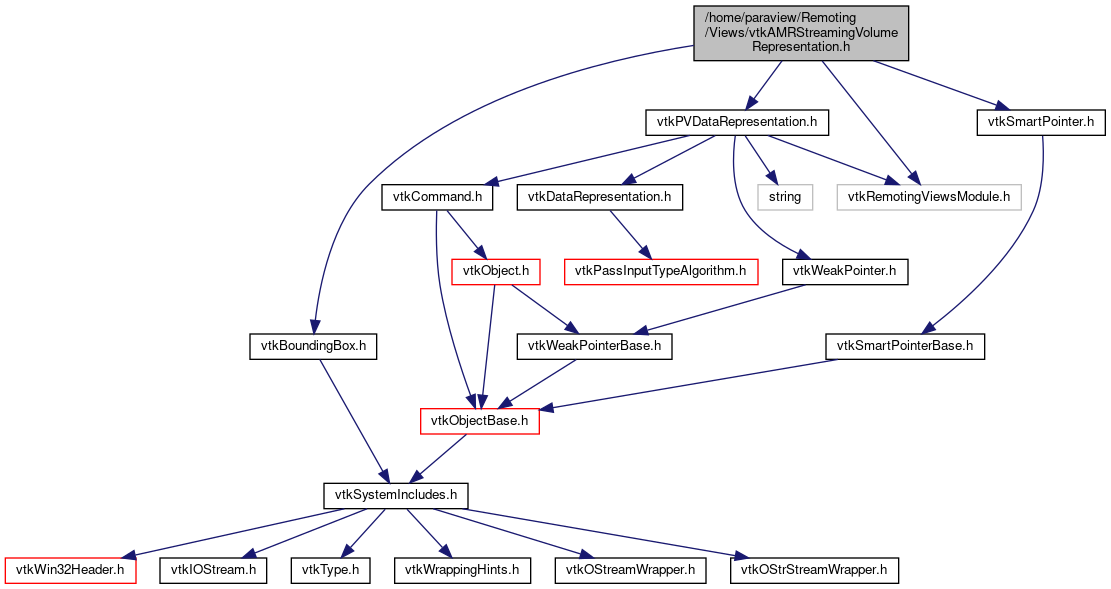 /home/paraview/Remoting
/Views/vtkAMRStreamingVolume
Representation.h
vtkPVDataRepresentation.h
vtkSmartPointer.h
vtkCommand.h
vtkDataRepresentation.h
string
vtkRemotingViewsModule.h
vtkObject.h
vtkPassInputTypeAlgorithm.h
vtkWeakPointer.h
vtkBoundingBox.h
vtkWeakPointerBase.h
vtkSmartPointerBase.h
vtkObjectBase.h
vtkSystemIncludes.h
vtkWin32Header.h
vtkIOStream.h
vtkType.h
vtkWrappingHints.h
vtkOStreamWrapper.h
vtkOStrStreamWrapper.h